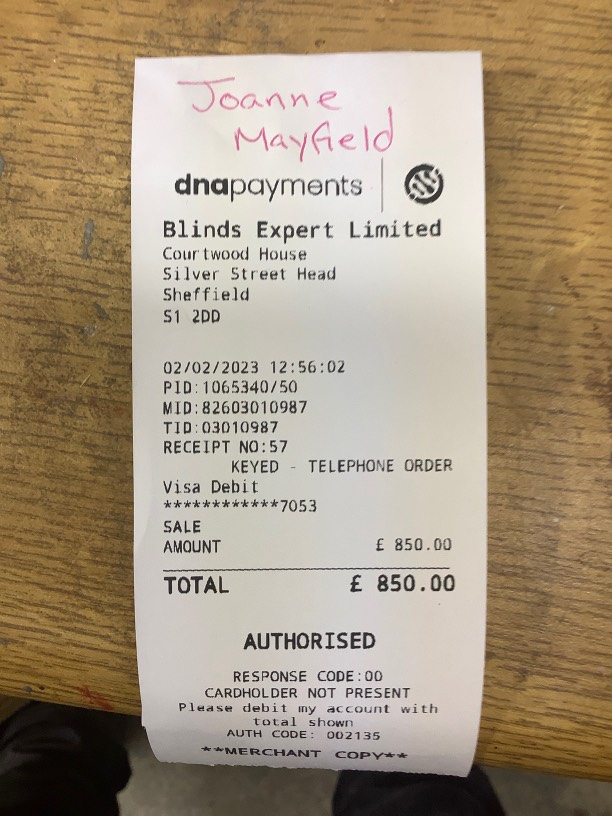 Joanne
Mayfield
dnapayments
Blinds Expert Limited
Courtwood House
Silver Street Head
Sheffield
S1 2DD
02/02/2023 12:56:02
PID:1065340/50
MID:82603010987
TID:03010987
RECEIPT NO:57
KEYED - TELEPHONE ORDER
Visa Debit
************7053
SALE
AMOUNT £ 850.00
TOTAL £ 850.00
AUTHORISED
RESPONSE CODE:00
CARDHOLDER NOT PRESENT
Please debit my account with
total shown
AUTH CODE: 002135
**MERCHANT COPY**